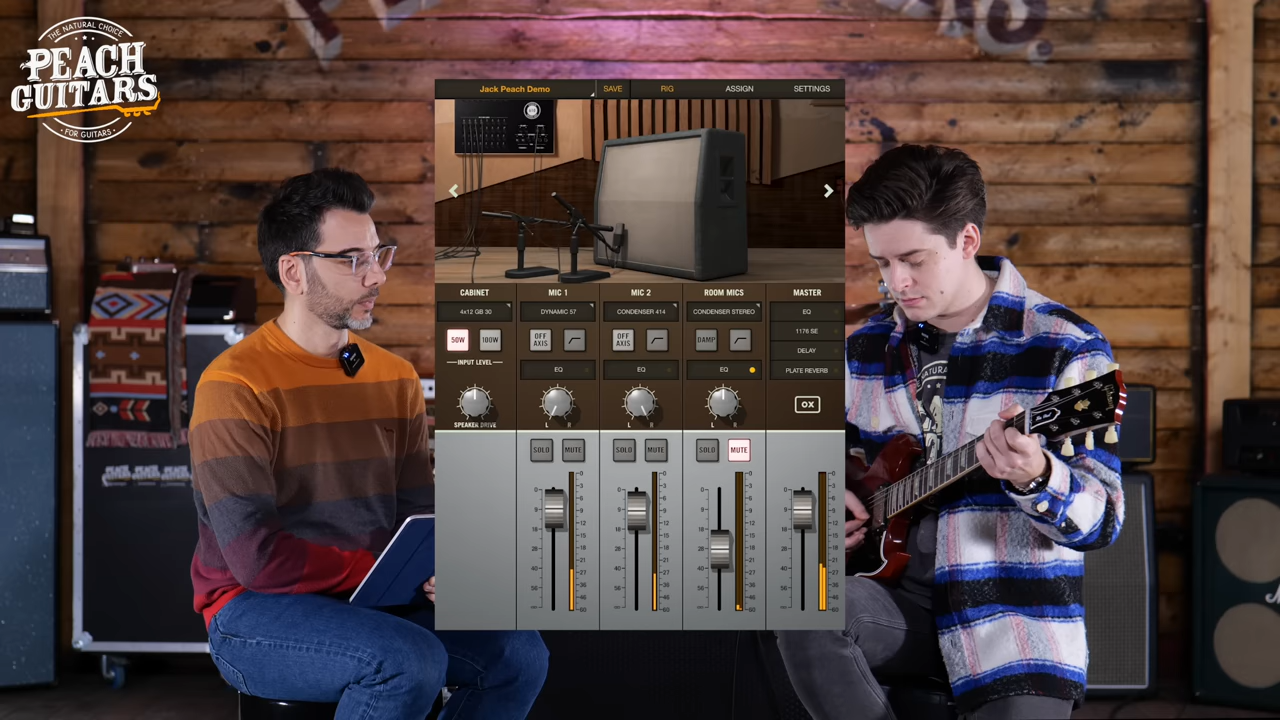 THE NATURAL CHOICE
PEACH
GUITARS
• FOR GUITARS •
Jack Peach Demo
SAVE
RIG
ASSIGN
SETTINGS
CABINET
MIC 1
MIC 2
ROOM MICS
MASTER
4x12 GB 30
DYNAMIC 57
CONDENSER 414
CONDENSER STEREO
EQ
1176 SE
DELAY
PLATE REVERB
50W
100W
OFF AXIS
OFF AXIS
DAMP
INPUT LEVEL
EQ
EQ
EQ
OX
SPEAKER DRIVE
L R
L R
L R
SOLO MUTE
SOLO MUTE
SOLO MUTE